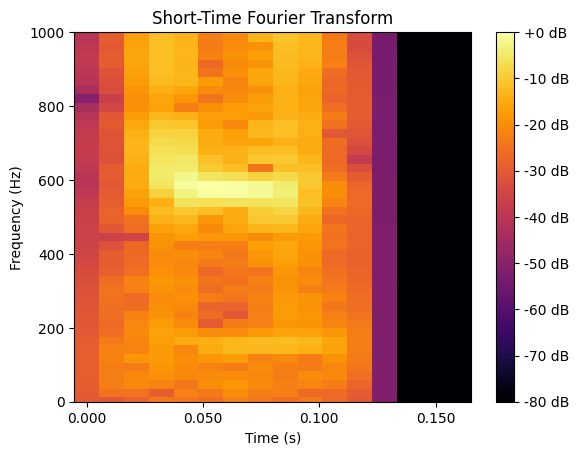 Short-Time Fourier Transform
1000
800
600
400
200
0
Frequency (Hz)
0.000
0.050
0.100
0.150
Time (s)
+0 dB
-10 dB
-20 dB
-30 dB
-40 dB
-50 dB
-60 dB
-70 dB
-80 dB